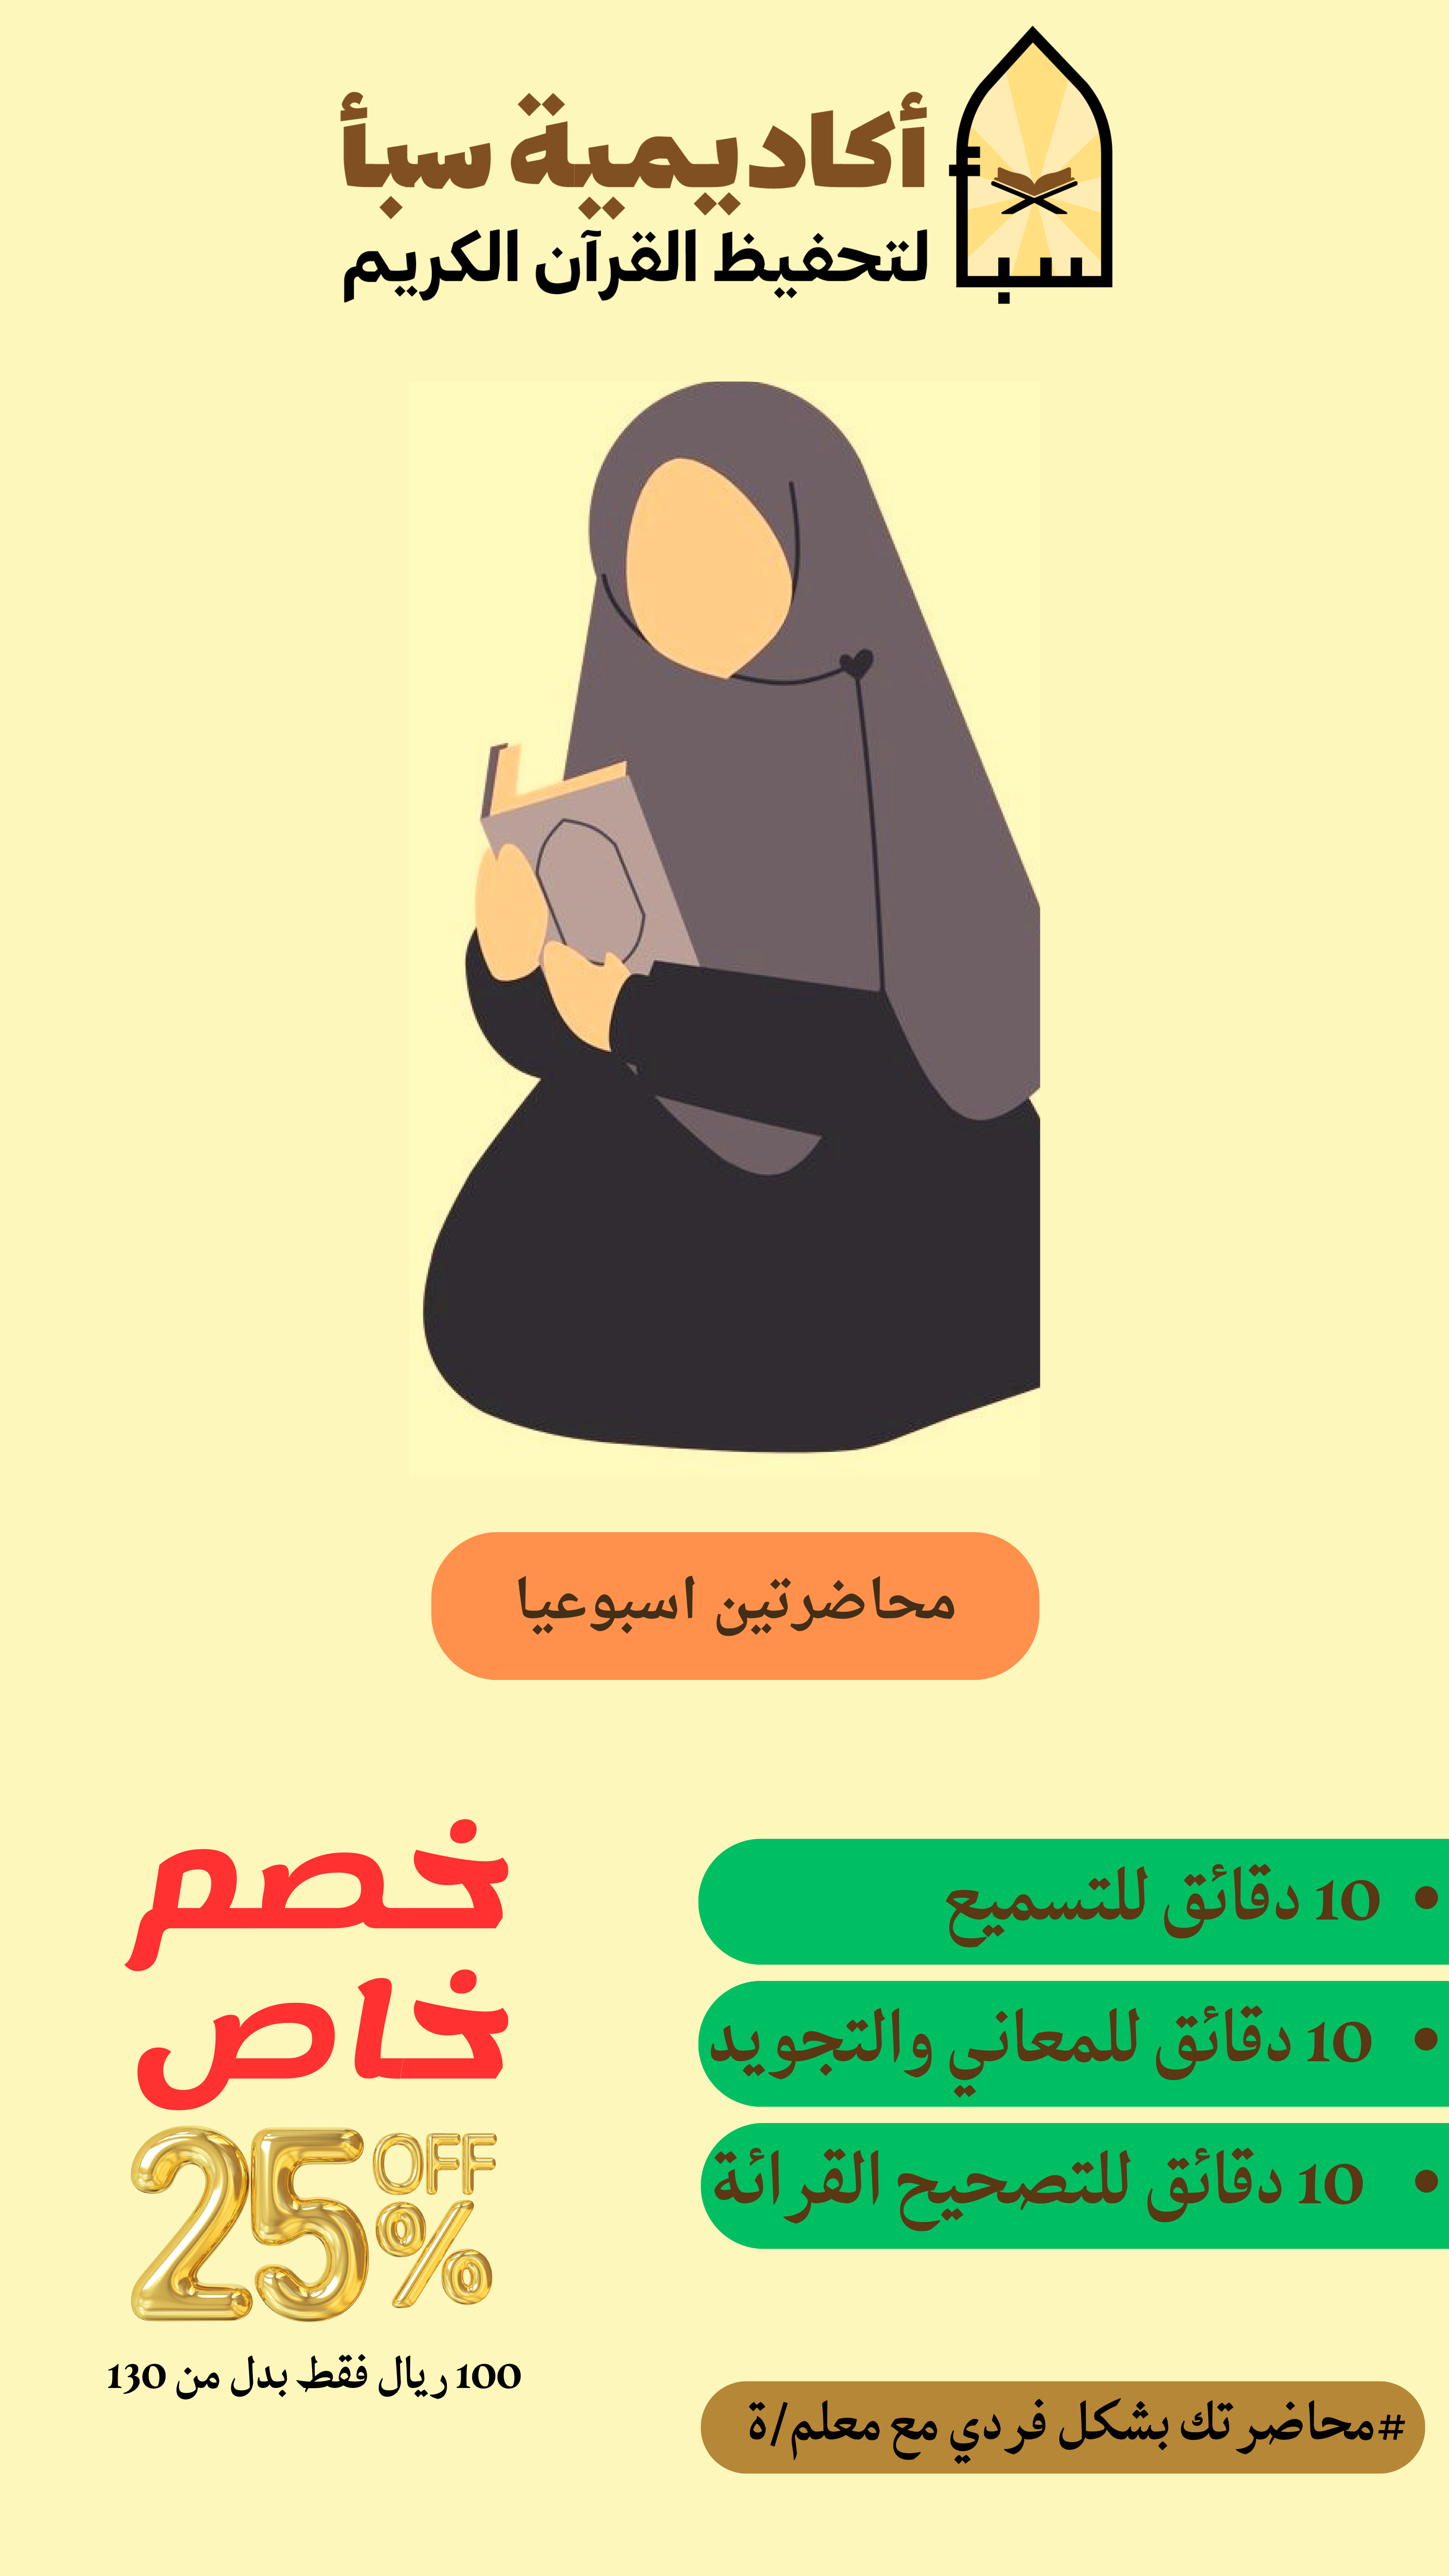 أكاديمية سبأ
لتحفيظ القرآن الكريم
سبأ
محاضرتين اسبوعيا
• 10 دقائق للتسميع
• 10 دقائق للمعاني والتجويد
• 10 دقائق للتصحيح القرائة
خصم
خاص
25% OFF
100 ريال فقط بدل من 130
#محاضرتك بشكل فردي مع معلم/ة